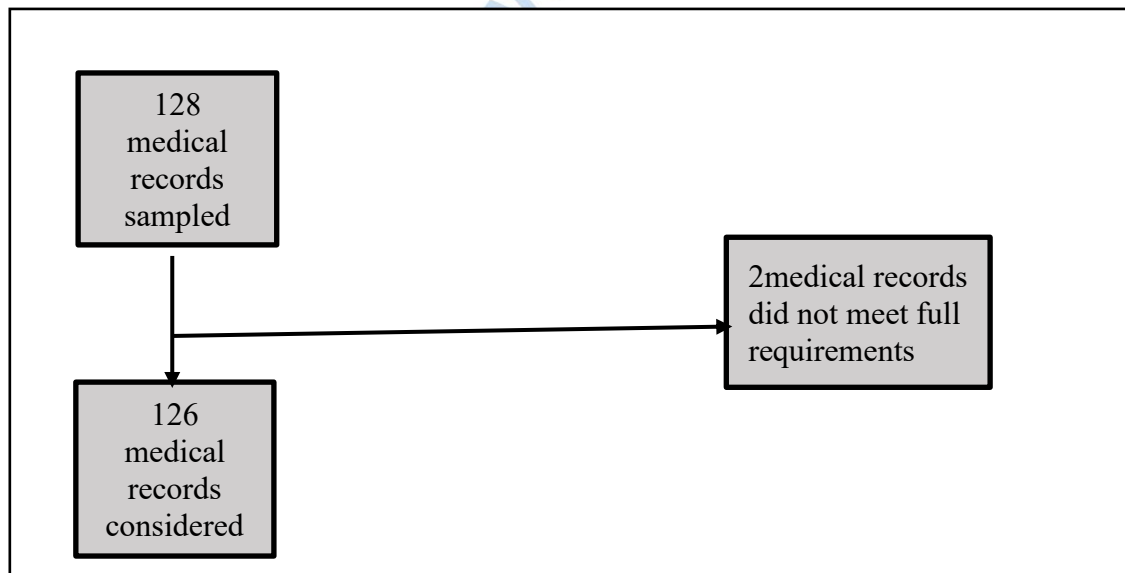 128
medical
records
sampled
2medical records
did not meet full
requirements
126
medical
records
considered